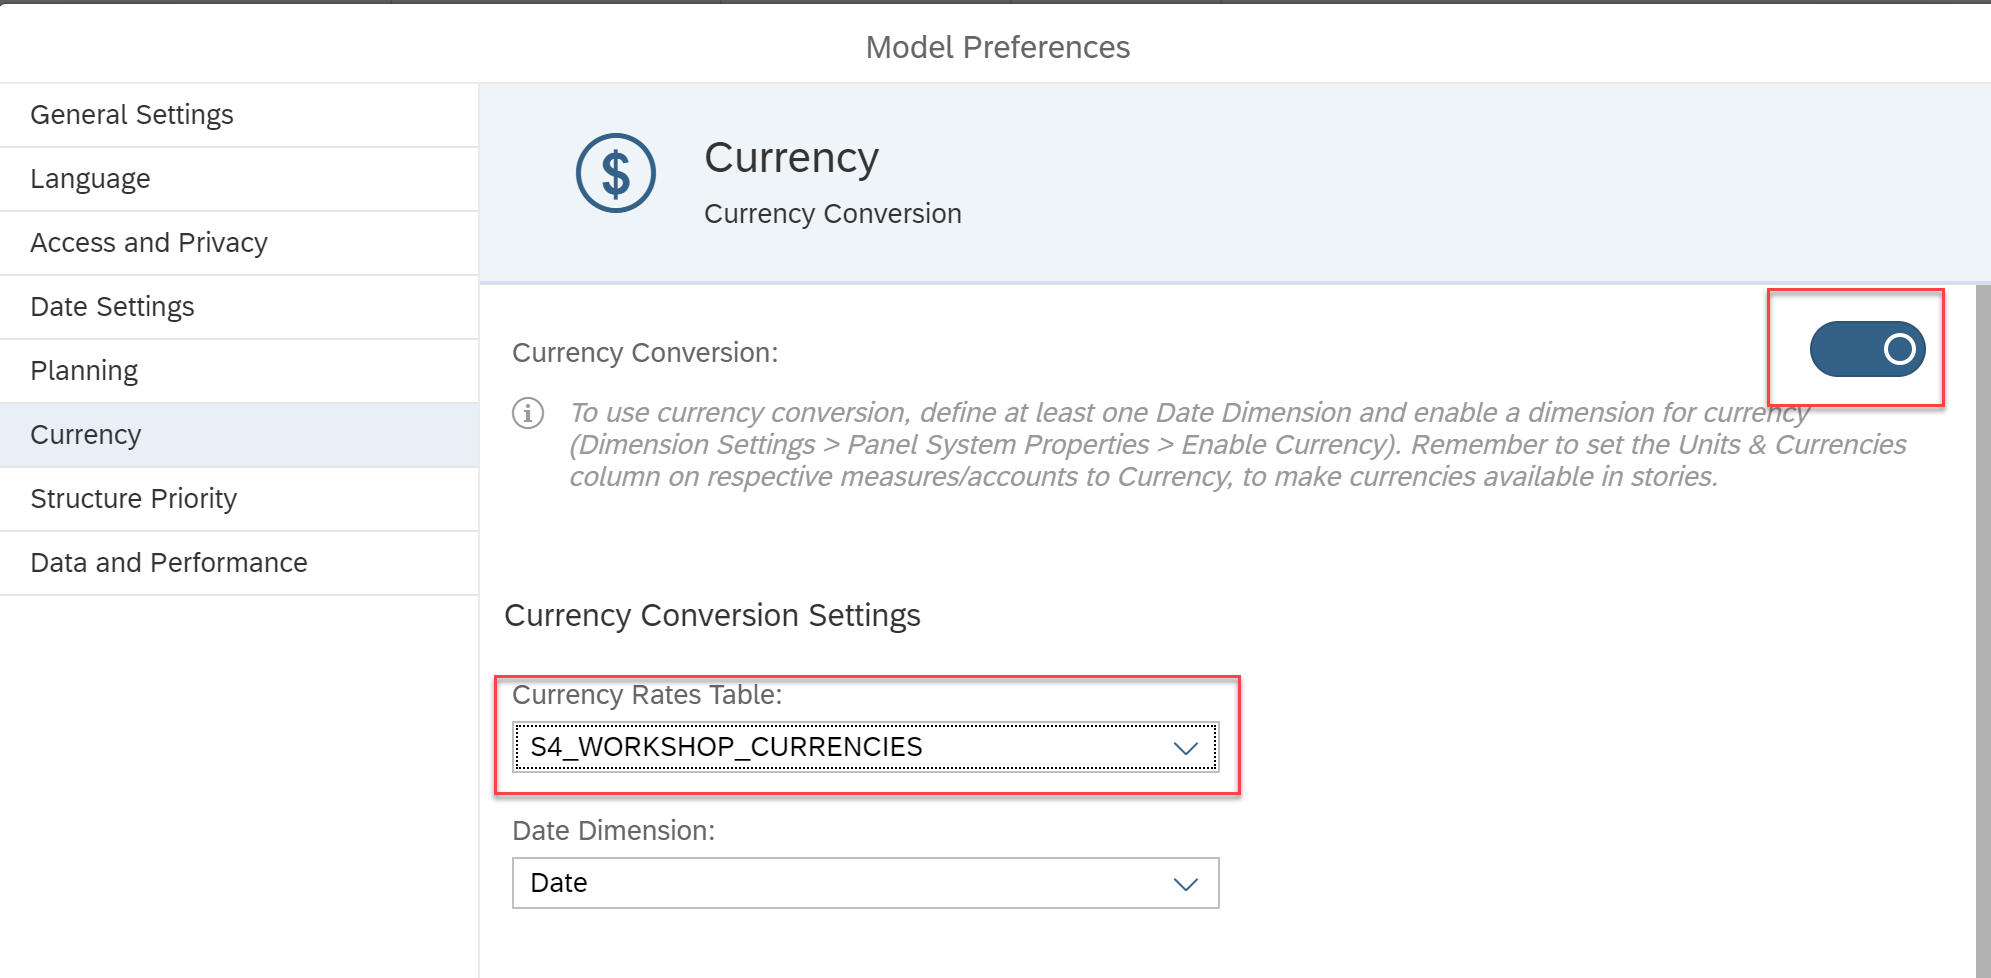 Model Preferences
General Settings
Language
Access and Privacy
Date Settings
Planning
Currency
Structure Priority
Data and Performance
$
Currency
Currency Conversion
Currency Conversion:
To use currency conversion, define at least one Date Dimension and enable a dimension for currency
(Dimension Settings > Panel System Properties > Enable Currency). Remember to set the Units & Currencies
column on respective measures/accounts to Currency, to make currencies available in stories.
Currency Conversion Settings
Currency Rates Table:
S4_WORKSHOP_CURRENCIES
Date Dimension:
Date